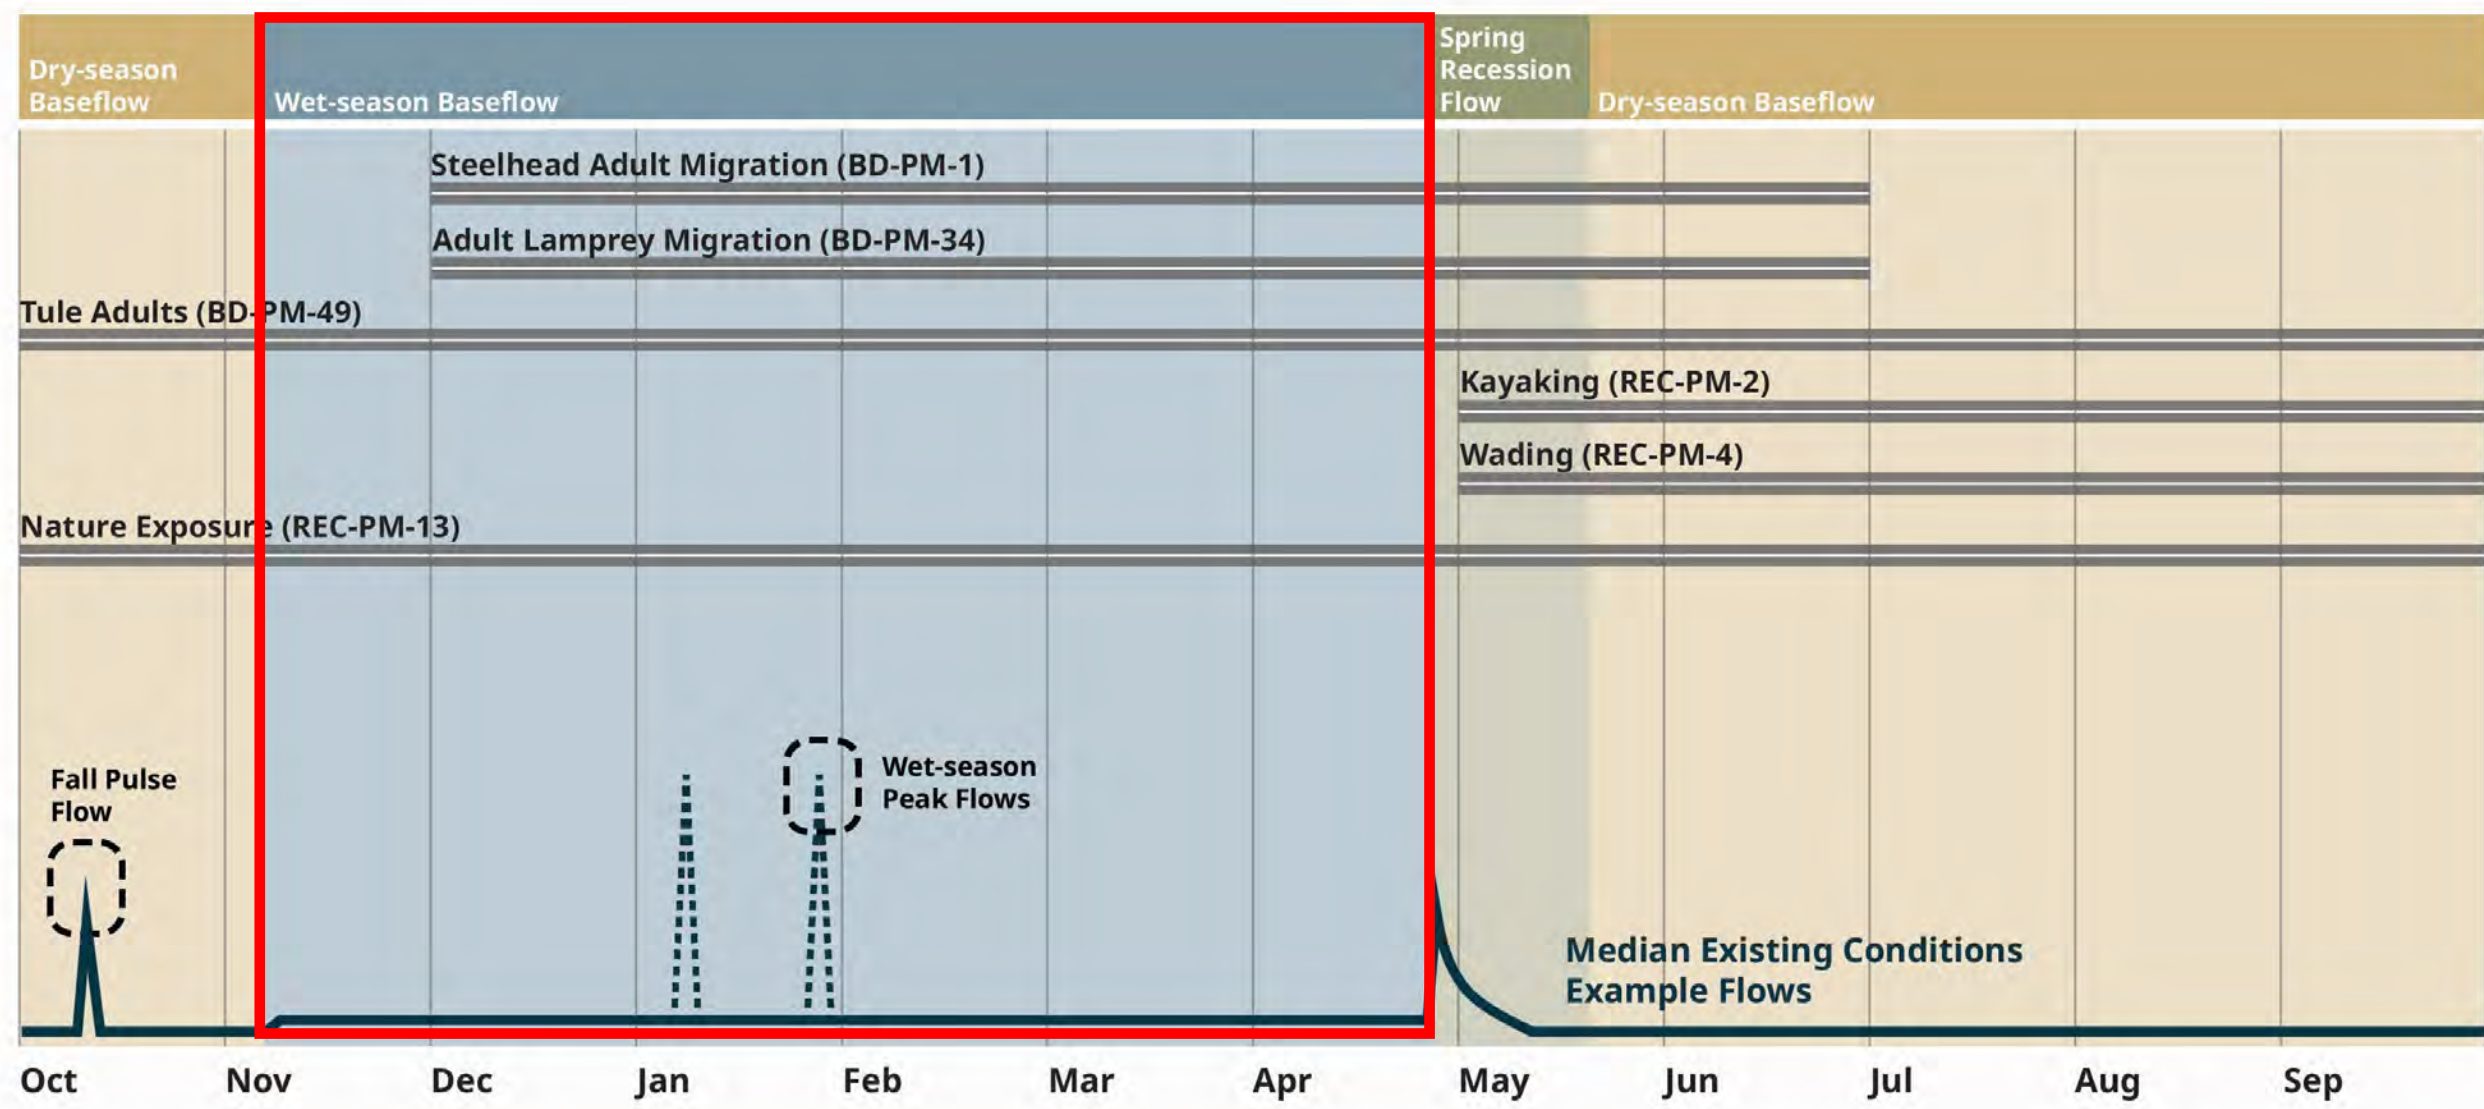 Dry-season
Baseflow
Wet-season Baseflow
Spring
Recession
Flow
Dry-season Baseflow
Steelhead Adult Migration (BD-PM-1)
Adult Lamprey Migration (BD-PM-34)
Tule Adults (BD-PM-49)
Kayaking (REC-PM-2)
Wading (REC-PM-4)
Nature Exposure (REC-PM-13)
Fall Pulse
Flow
Wet-season
Peak Flows
Median Existing Conditions
Example Flows
Oct Nov Dec Jan Feb Mar Apr May Jun Jul Aug Sep